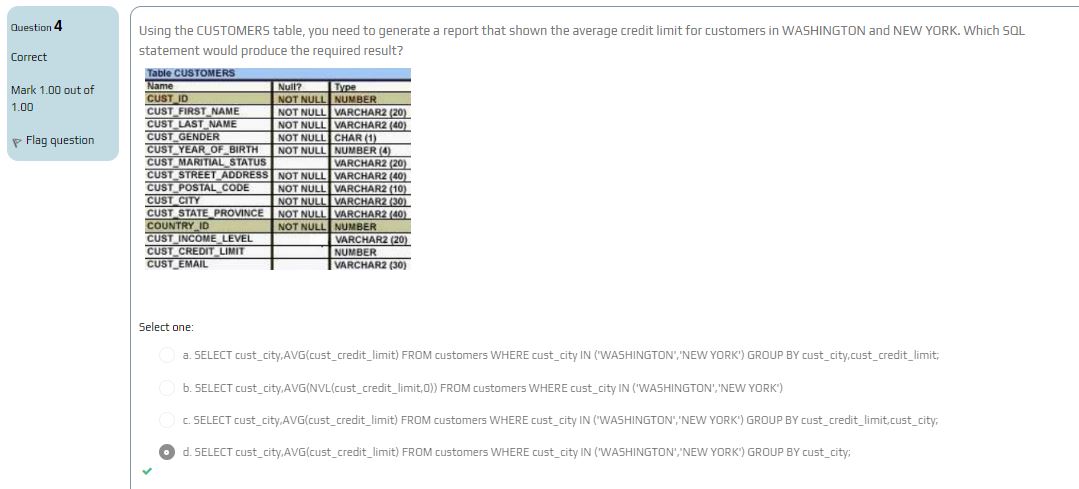 Question 4
Correct
Mark 1.00 out of
1.00
Flag question
Using the CUSTOMERS table, you need to generate a report that shown the average credit limit for customers in WASHINGTON and NEW YORK. Which SQL
statement would produce the required result?
Table CUSTOMERS
Name Null? Type
CUST_ID NOT NULL NUMBER
CUST_FIRST_NAME NOT NULL VARCHAR2 (20)
CUST_LAST_NAME NOT NULL VARCHAR2 (40)
CUST_GENDER NOT NULL CHAR (1)
CUST_YEAR_OF_BIRTH NOT NULL NUMBER (4)
CUST_MARITIAL_STATUS VARCHAR2 (20)
CUST_STREET_ADDRESS NOT NULL VARCHAR2 (40)
CUST_POSTAL_CODE NOT NULL VARCHAR2 (10)
CUST_CITY NOT NULL VARCHAR2 (30)
CUST_STATE_PROVINCE NOT NULL VARCHAR2 (40)
COUNTRY_ID NOT NULL NUMBER
CUST_INCOME_LEVEL VARCHAR2 (20)
CUST_CREDIT_LIMIT NUMBER
CUST_EMAIL VARCHAR2 (30)
Select one:
a. SELECT cust_city,AVG(cust_credit_limit) FROM customers WHERE cust_city IN ('WASHINGTON','NEW YORK') GROUP BY cust_city,cust_credit_limit;
b. SELECT cust_city,AVG(NVL(cust_credit_limit,0)) FROM customers WHERE cust_city IN ('WASHINGTON','NEW YORK')
c. SELECT cust_city,AVG(cust_credit_limit) FROM customers WHERE cust_city IN ('WASHINGTON','NEW YORK') GROUP BY cust_credit_limit,cust_city;
d. SELECT cust_city,AVG(cust_credit_limit) FROM customers WHERE cust_city IN ('WASHINGTON','NEW YORK') GROUP BY cust_city;